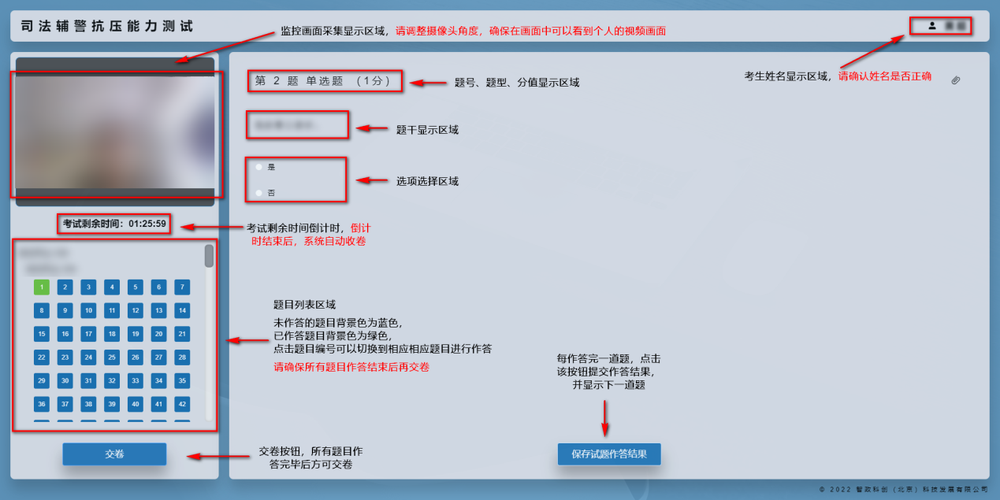 司法辅警抗压能力测试
监控画面采集显示区域，请调整摄像头角度，确保在画面中可以看到个人的视频画面
考生姓名显示区域，请确认姓名是否正确
第 2 题 单选题 （1分）
题号、题型、分值显示区域
题干显示区域
是
否
选项选择区域
考试剩余时间：01:25:59
考试剩余时间倒计时，倒计
时结束后，系统自动收卷
1 2 3 4 5 6 7
8 9 10 11 12 13 14
15 16 17 18 19 20 21
22 23 24 25 26 27 28
29 30 31 32 33 34 35
36 37 38 39 40 41 42
题目列表区域
未作答的题目背景色为蓝色，
已作答题目背景色为绿色，
点击题目编号可以切换到相应相应题目进行作答
请确保所有题目作答结束后再交卷
每作答完一道题，点击
该按钮提交作答结果，
并显示下一道题
交卷
交卷按钮，所有题目作
答完毕后方可交卷
保存试题作答结果
© 2022 智政科创（北京）科技发展有限公司